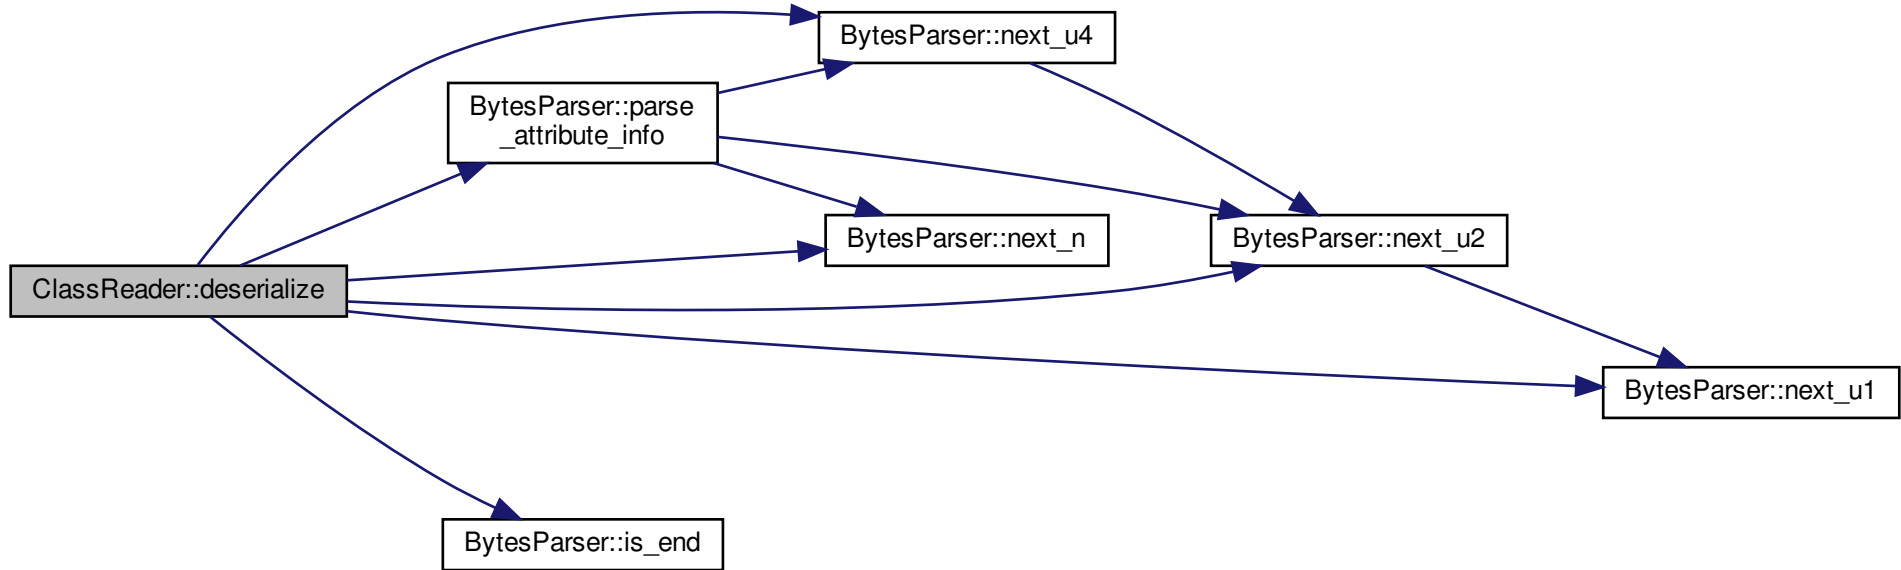 BytesParser::next_u4
BytesParser::parse
_attribute_info
BytesParser::next_n
BytesParser::next_u2
ClassReader::deserialize
BytesParser::next_u1
BytesParser::is_end